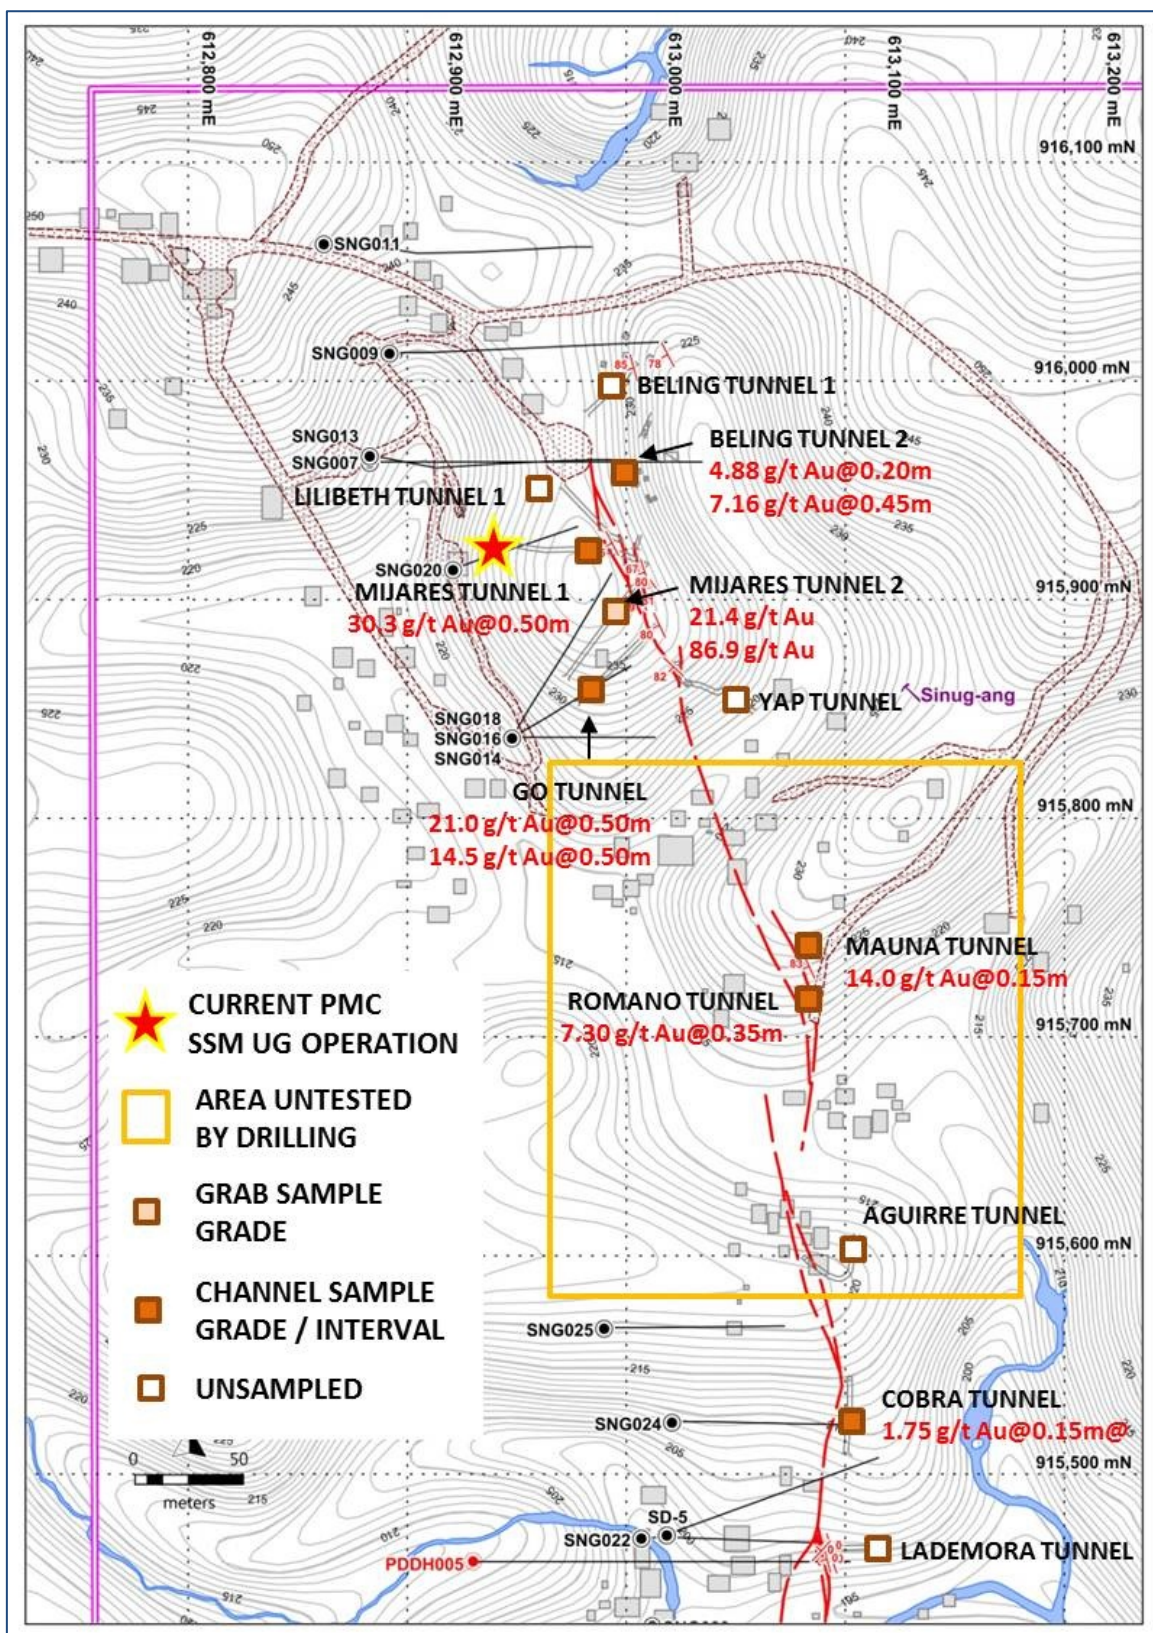 612,800 mE
612,900 mE
613,000 mE
613,100 mE
613,200 mE
916,100 mN
SNG011
SNG009
916,000 mN
BELING TUNNEL 1
SNG013
SNG007
BELING TUNNEL 2
4.88 g/t Au@0.20m
7.16 g/t Au@0.45m
LILIBETH TUNNEL 1
SNG020
MIJARES TUNNEL 1
30.3 g/t Au@0.50m
915,900 mN
MIJARES TUNNEL 2
21.4 g/t Au
86.9 g/t Au
YAP TUNNEL
Sinug-ang
SNG018
SNG016
SNG014
GO TUNNEL
21.0 g/t Au@0.50m
14.5 g/t Au@0.50m
915,800 mN
MAUNA TUNNEL
14.0 g/t Au@0.15m
ROMANO TUNNEL
7.30 g/t Au@0.35m
915,700 mN
CURRENT PMC
SSM UG OPERATION
AREA UNTESTED
BY DRILLING
GRAB SAMPLE
GRADE
CHANNEL SAMPLE
GRADE / INTERVAL
UNSAMPLED
AGUIRRE TUNNEL
915,600 mN
SNG025
COBRA TUNNEL
1.75 g/t Au@0.15m@
SNG024
915,500 mN
0 50
meters
SD-5
SNG022
PDDH005
LADEMORA TUNNEL